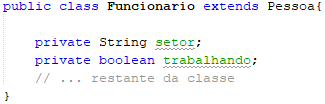 public class Funcionario extends Pessoa{
private String setor;
private boolean trabalhando;
// ... restante da classe
}